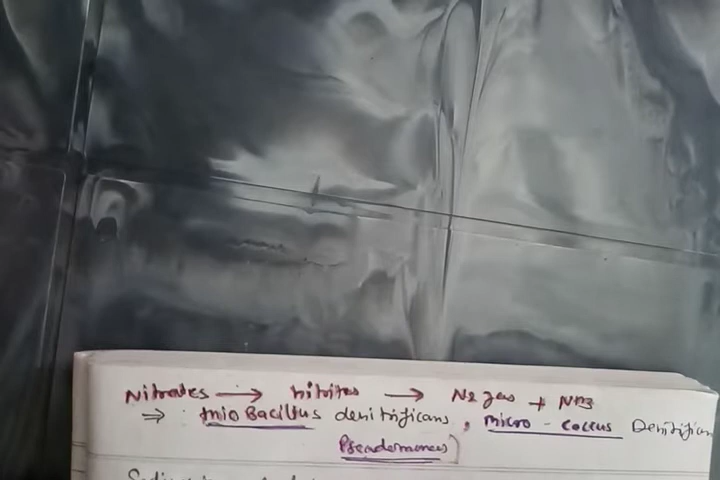 Nitrates → nitrites → N2 gas + NH3
⇒ thio Bacillus denitrificans, micro - coccus Denitrifican
Pseudomonas)